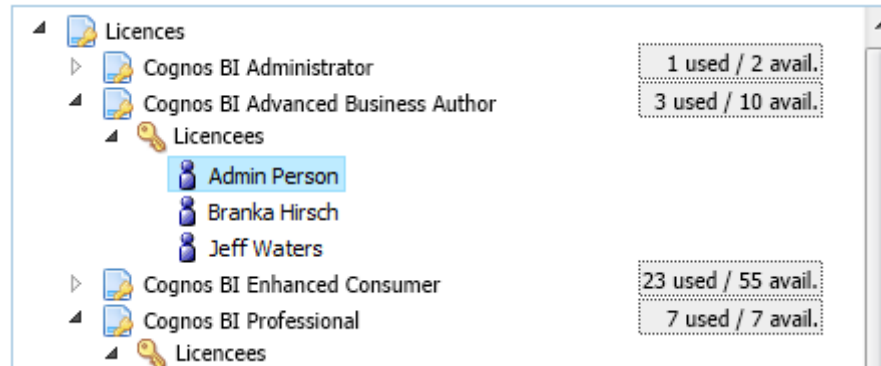 Licences
Cognos BI Administrator 1 used / 2 avail.
Cognos BI Advanced Business Author 3 used / 10 avail.
Licencees
Admin Person
Branka Hirsch
Jeff Waters
Cognos BI Enhanced Consumer 23 used / 55 avail.
Cognos BI Professional 7 used / 7 avail.
Licencees